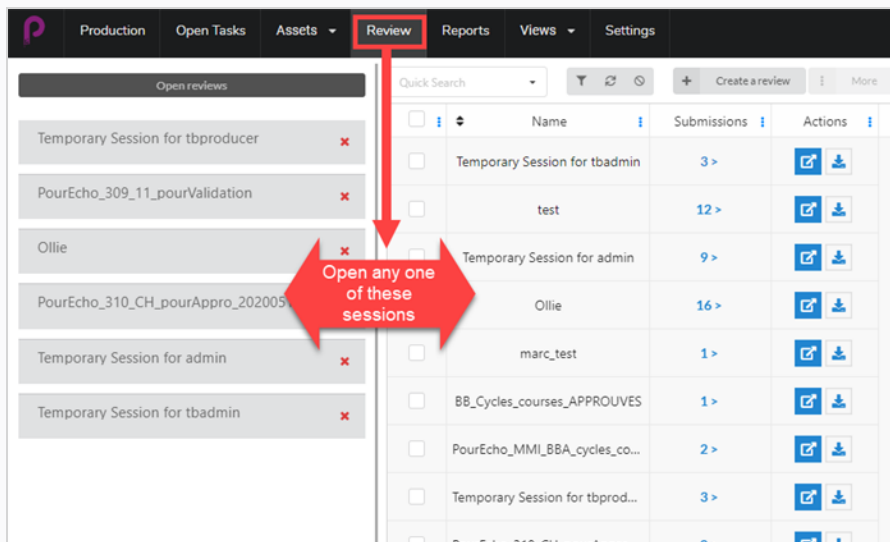 Production Open Tasks Assets Review Reports Views Settings
Open reviews
Temporary Session for tbproducer
PourEcho_309_11_pourValidation
Ollie
PourEcho_310_CH_pourAppro_202005
Temporary Session for admin
Temporary Session for tbadmin
Open any one
of these
sessions
Quick Search + Create a review More
Name Submissions Actions
Temporary Session for tbadmin 3 >
test 12 >
Temporary Session for admin 9 >
Ollie 16 >
marc_test 1 >
BB_Cycles_courses_APPROUVES 1 >
PourEcho_MMI_BBA_cycles_co... 2 >
Temporary Session for tbprod... 3 >